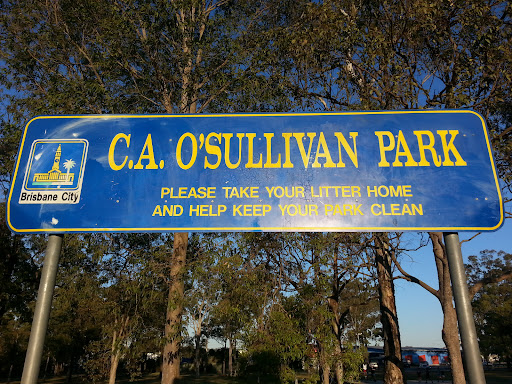 C.A. O'SULLIVAN PARK
PLEASE TAKE YOUR LITTER HOME
AND HELP KEEP YOUR PARK CLEAN
Brisbane City